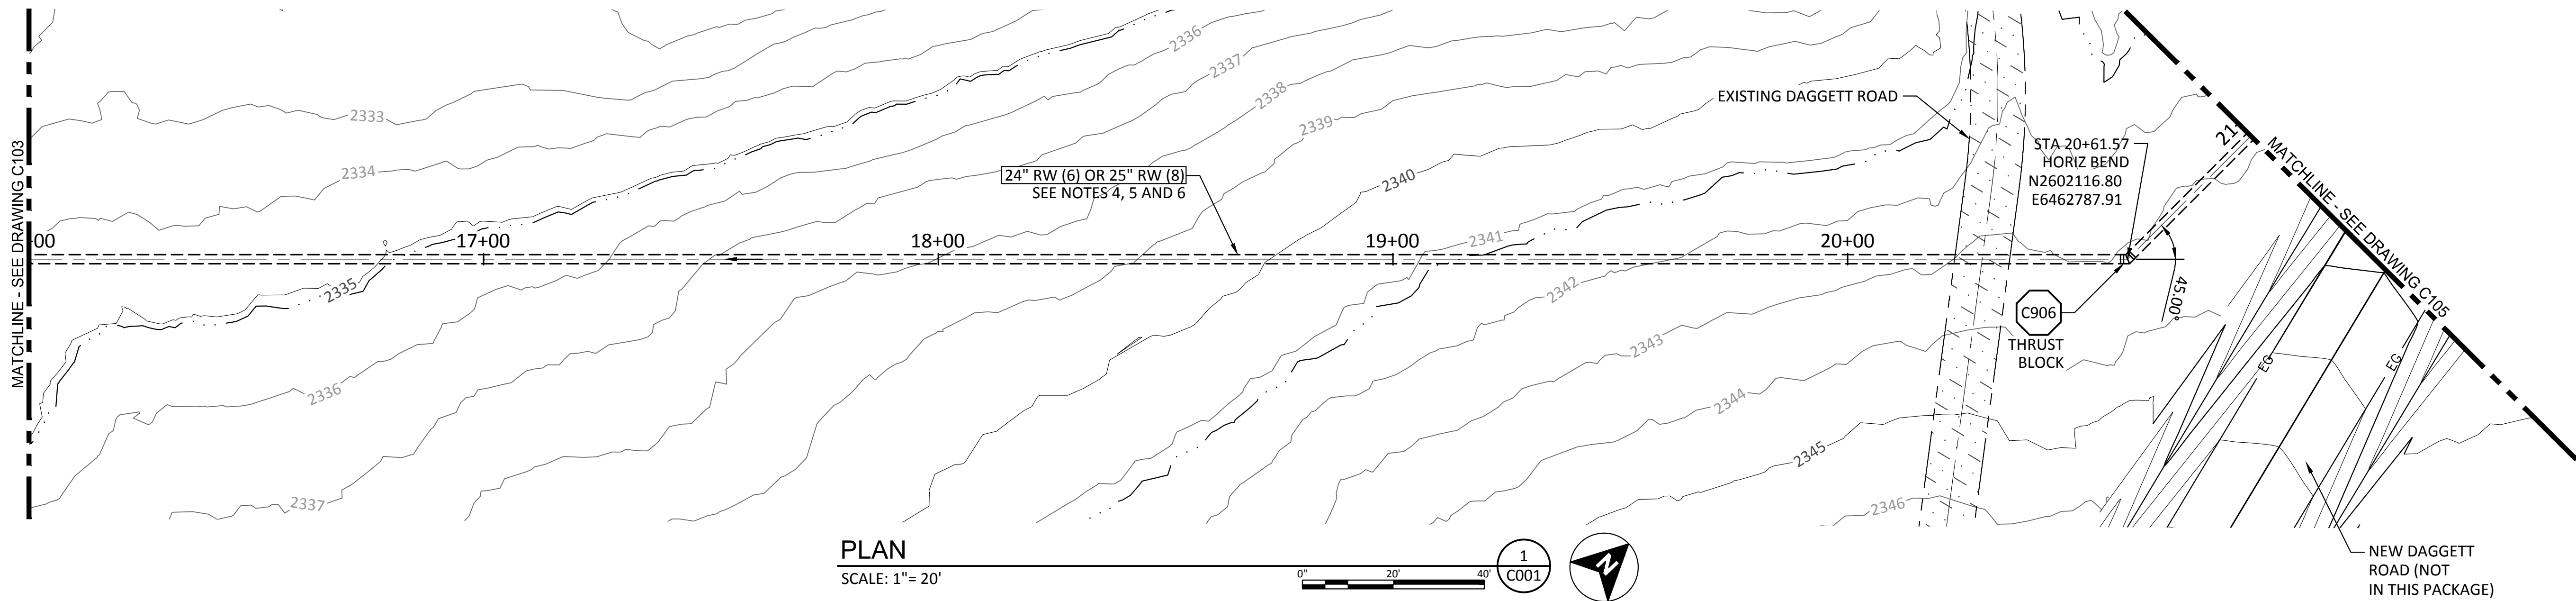 2336
2337
2338
2339
2333
EXISTING DAGGETT ROAD
21
STA 20+61.57
HORIZ BEND
N2602116.80
E6462787.91
MATCHLINE - SEE DRAWING C105
2334
24" RW (6) OR 25" RW (8)
SEE NOTES 4, 5 AND 6
2340
MATCHLINE - SEE DRAWING C103
00
17+00
18+00
19+00
2341
20+00
2335
2342
45.00°
C906
THRUST
BLOCK
2343
EG
EG
2336
2344
2345
2337
2346
PLAN
SCALE: 1"= 20'
1
C001
0"
20'
40'
N
NEW DAGGETT
ROAD (NOT
IN THIS PACKAGE)